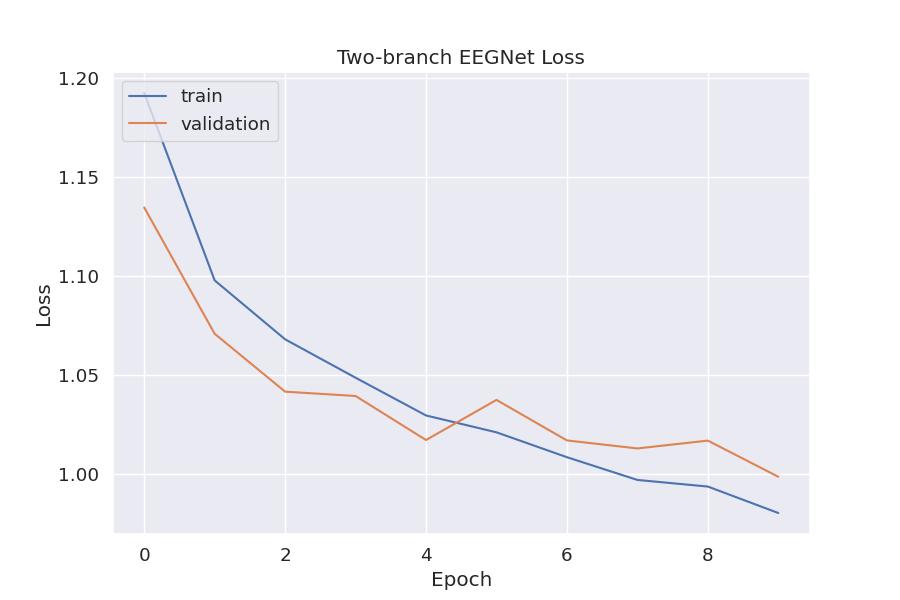 Two-branch EEGNet Loss
1.20
1.15
1.10
1.05
1.00
Loss
train
validation
0 2 4 6 8
Epoch